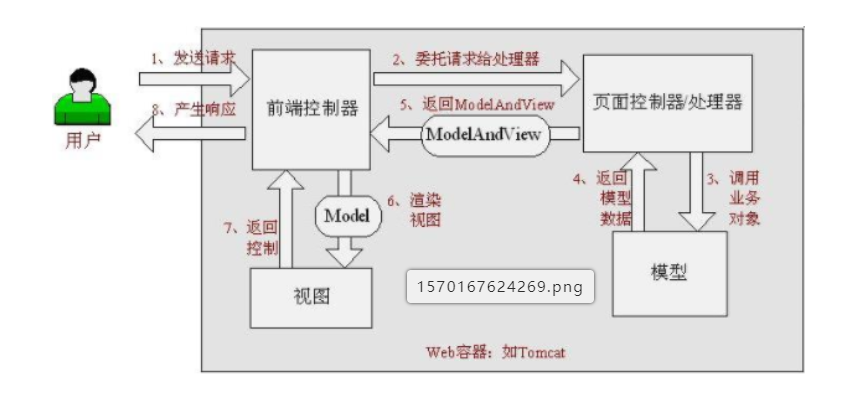 1、发送请求
2、委托请求给处理器
8、产生响应
前端控制器
5、返回ModelAndView
页面控制器/处理器
ModelAndView
用户
4、返回
模型
数据
3、调用
业务
对象
6、渲染
视图
Model
7、返回
控制
视图
1570167624269.png
模型
Web容器：如Tomcat